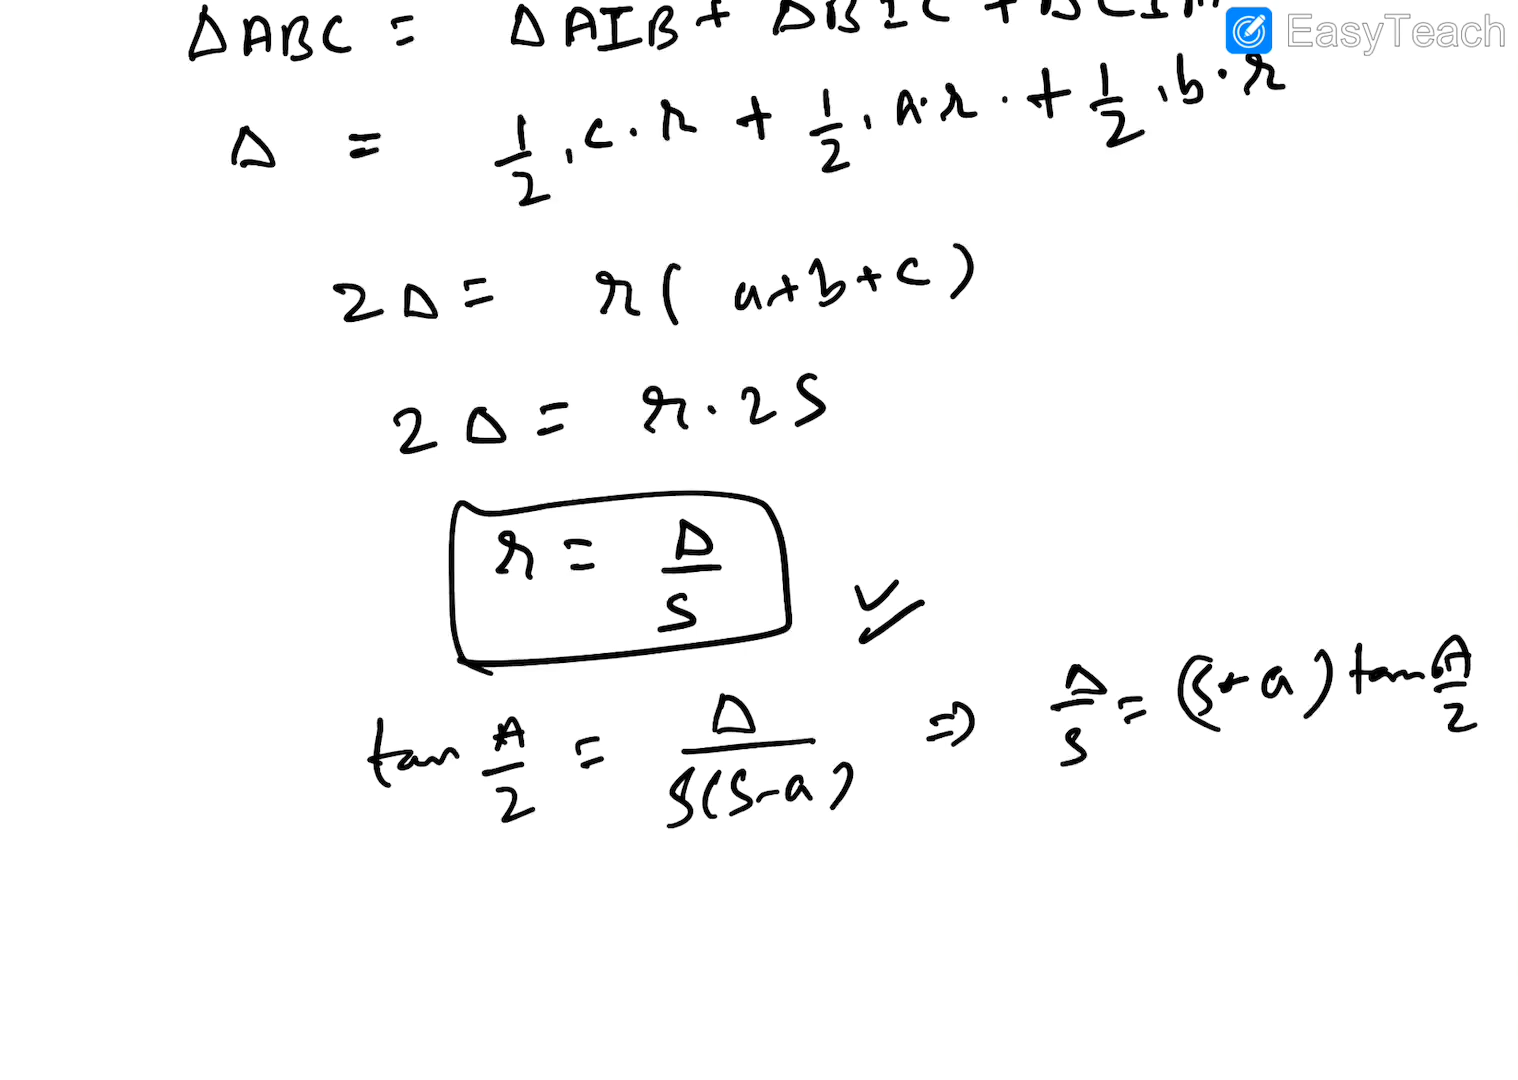 ΔABC = ΔAIB + ΔBIC + ΔCIA
EasyTeach
Δ = 1/2 . c . r + 1/2 . a . r . + 1/2 . b . r
2Δ = r ( a+b+c )
2Δ = r . 2s
r = Δ/s
tan A/2 = Δ/s(s-a) ⇒ Δ/s = (s-a) tan A/2